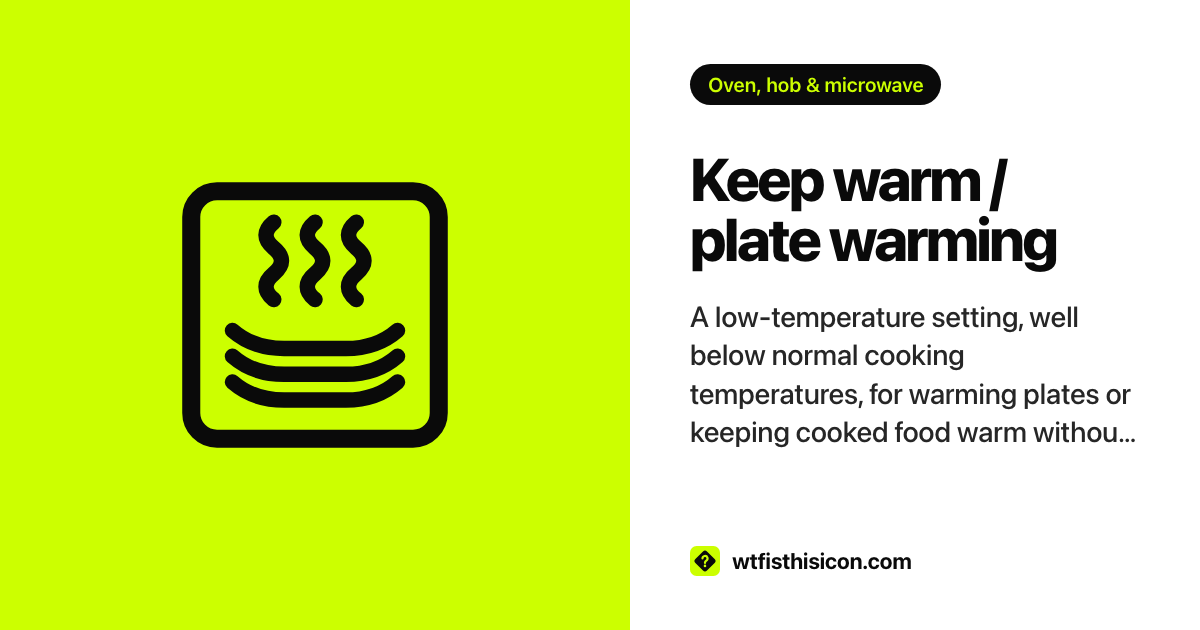 Oven, hob & microwave
Keep warm /
plate warming
A low-temperature setting, well
below normal cooking
temperatures, for warming plates or
keeping cooked food warm withou...
?
wtfisthisicon.com